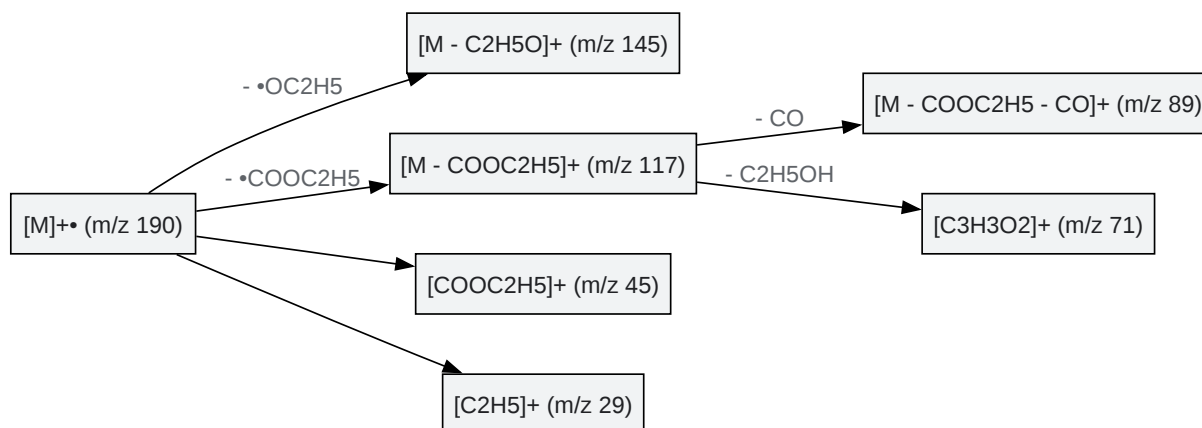 [M - C2H5O]+ (m/z 145)
- •OC2H5
[M - COOC2H5 - CO]+ (m/z 89)
- CO
[M - COOC2H5]+ (m/z 117)
- •COOC2H5
- C2H5OH
[M]+• (m/z 190)
[C3H3O2]+ (m/z 71)
[COOC2H5]+ (m/z 45)
[C2H5]+ (m/z 29)